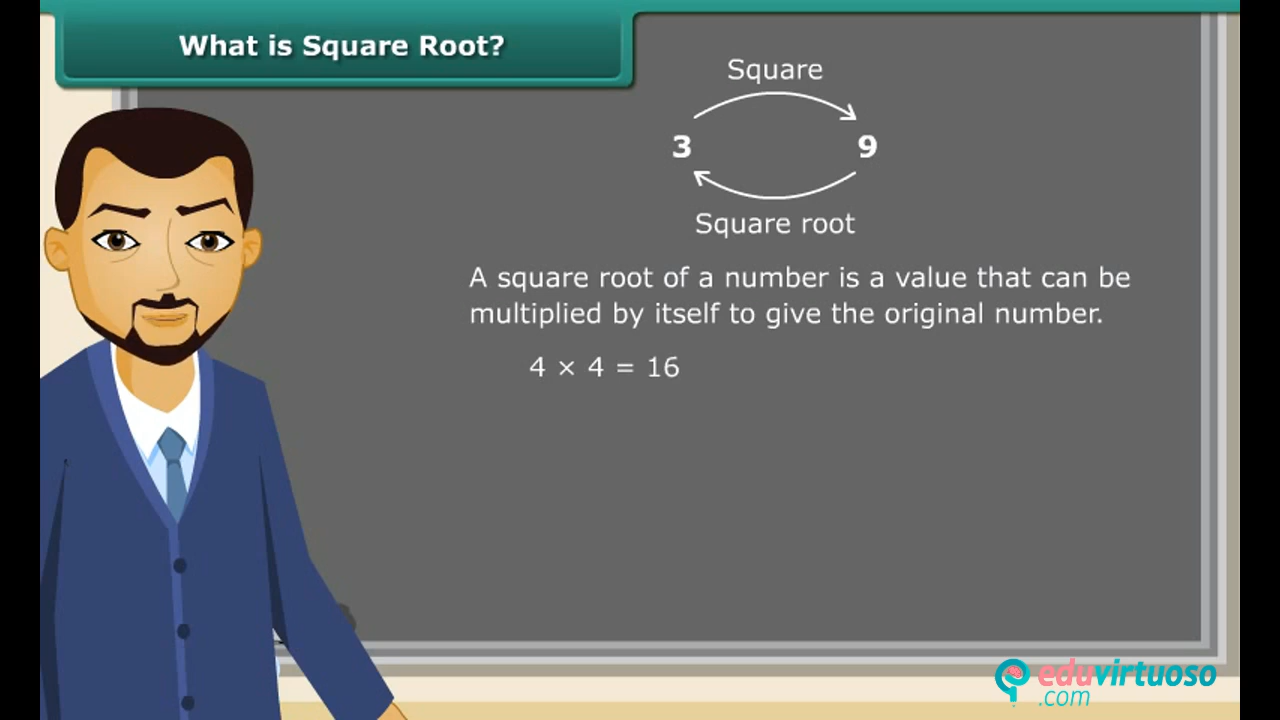 What is Square Root?
Square
3 9
Square root
A square root of a number is a value that can be
multiplied by itself to give the original number.
4 × 4 = 16
eduvirtuoso
.com